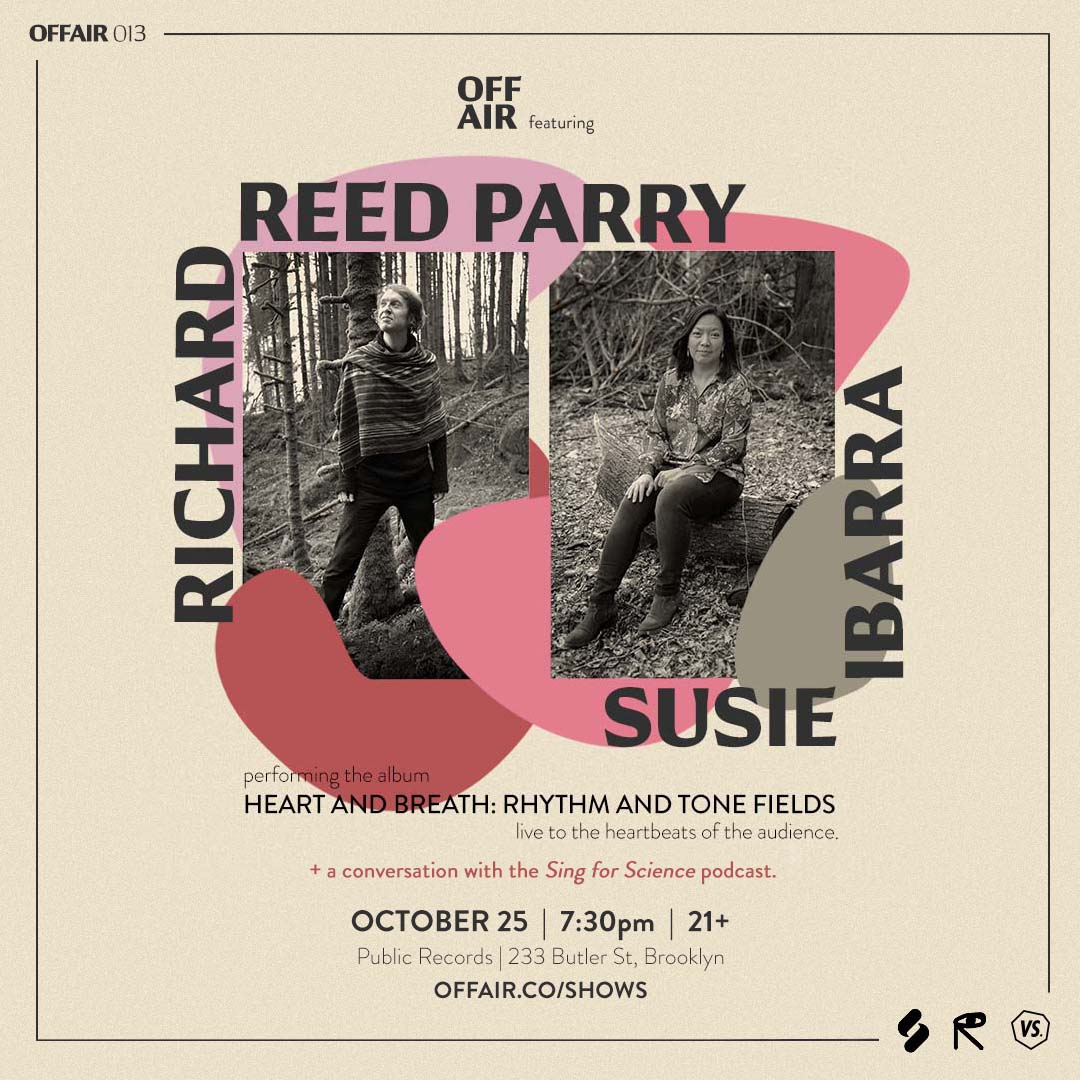 OFFAIR 013
OFF
AIR featuring
RICHARD
REED PARRY
SUSIE
IBARRA
performing the album
HEART AND BREATH: RHYTHM AND TONE FIELDS
live to the heartbeats of the audience.
+ a conversation with the Sing for Science podcast.
OCTOBER 25 | 7:30pm | 21+
Public Records | 233 Butler St, Brooklyn
OFFAIR.CO/SHOWS
VS.